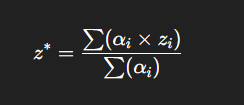 z* = ∑(αᵢ × zᵢ) / ∑(αᵢ)